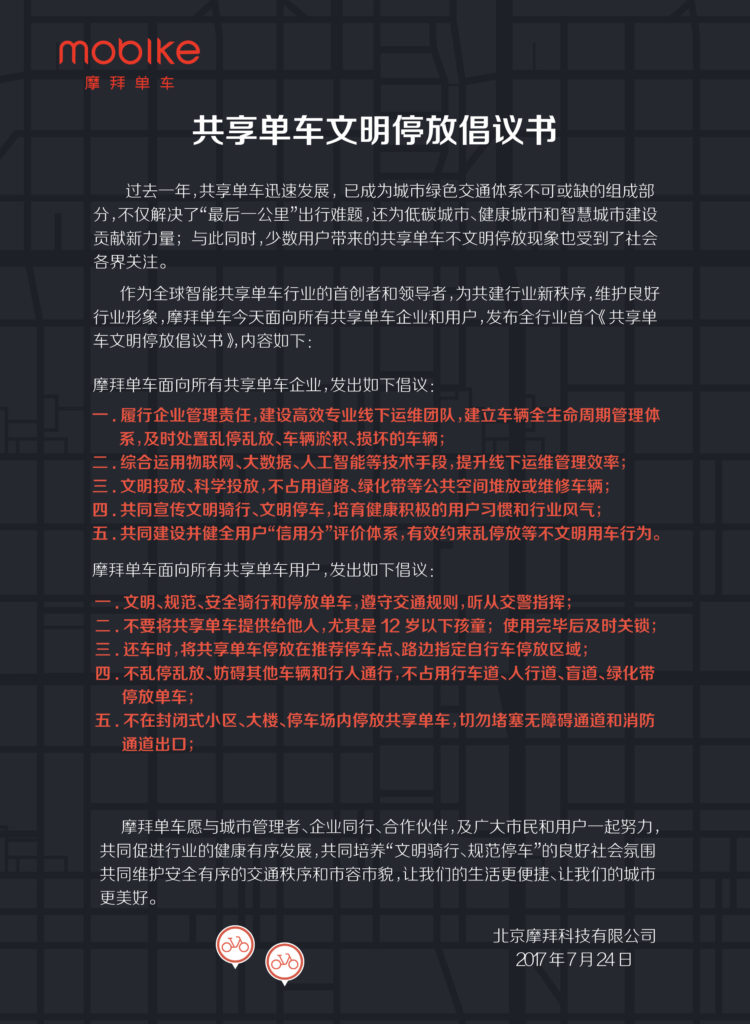 mobike
摩拜单车
共享单车文明停放倡议书
过去一年，共享单车迅速发展，已成为城市绿色交通体系不可或缺的组成部
分，不仅解决了“最后一公里”出行难题，还为低碳城市、健康城市和智慧城市建设
贡献新力量；与此同时，少数用户带来的共享单车不文明停放现象也受到了社会
各界关注。
作为全球智能共享单车行业的首创者和领导者，为共建行业新秩序，维护良好
行业形象，摩拜单车今天面向所有共享单车企业和用户，发布全行业首个《共享单
车文明停放倡议书》，内容如下：
摩拜单车面向所有共享单车企业，发出如下倡议：
一．履行企业管理责任，建设高效专业线下运维团队，建立车辆全生命周期管理体
系，及时处置乱停乱放、车辆淤积、损坏的车辆；
二．综合运用物联网、大数据、人工智能等技术手段，提升线下运维管理效率；
三．文明投放、科学投放，不占用道路、绿化带等公共空间堆放或维修车辆；
四．共同宣传文明骑行、文明停车，培育健康积极的用户习惯和行业风气；
五．共同建设并健全用户“信用分”评价体系，有效约束乱停放等不文明用车行为。
摩拜单车面向所有共享单车用户，发出如下倡议：
一．文明、规范、安全骑行和停放单车，遵守交通规则，听从交警指挥；
二．不要将共享单车提供给他人，尤其是 12 岁以下孩童；使用完毕后及时关锁；
三．还车时，将共享单车停放在推荐停车点、路边指定自行车停放区域；
四．不乱停乱放、妨碍其他车辆和行人通行，不占用行车道、人行道、盲道、绿化带
停放单车；
五．不在封闭式小区、大楼、停车场内停放共享单车，切勿堵塞无障碍通道和消防
通道出口；
摩拜单车愿与城市管理者、企业同行、合作伙伴，及广大市民和用户一起努力，
共同促进行业的健康有序发展，共同培养“文明骑行、规范停车”的良好社会氛围
共同维护安全有序的交通秩序和市容市貌，让我们的生活更便捷、让我们的城市
更美好。
北京摩拜科技有限公司
2017 年 7 月 24 日